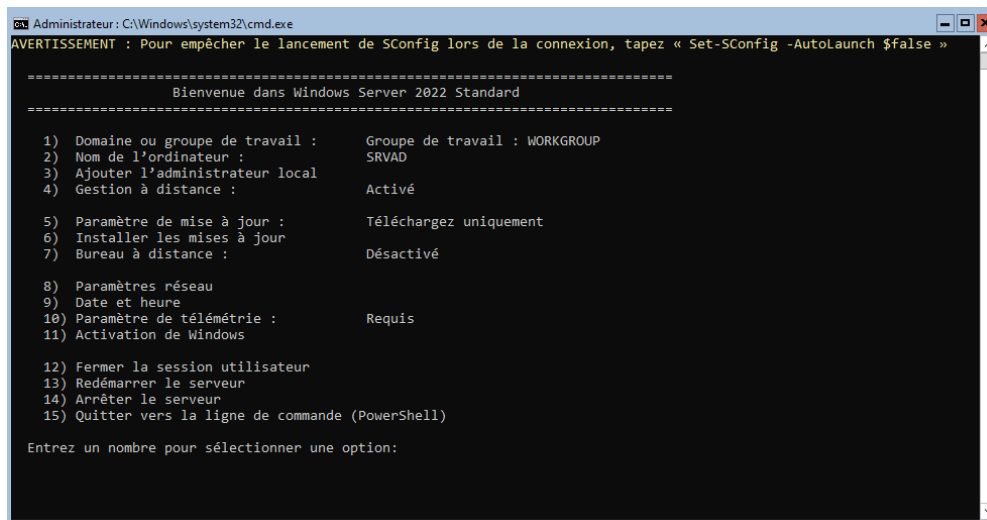 Administrateur : C:\Windows\system32\cmd.exe
AVERTISSEMENT : Pour empêcher le lancement de SConfig lors de la connexion, tapez « Set-SConfig -AutoLaunch $false »
================================================================================
Bienvenue dans Windows Server 2022 Standard
================================================================================
1) Domaine ou groupe de travail : Groupe de travail : WORKGROUP
2) Nom de l’ordinateur : SRVAD
3) Ajouter l’administrateur local
4) Gestion à distance : Activé
5) Paramètre de mise à jour : Téléchargez uniquement
6) Installer les mises à jour
7) Bureau à distance : Désactivé
8) Paramètres réseau
9) Date et heure
10) Paramètre de télémétrie : Requis
11) Activation de Windows
12) Fermer la session utilisateur
13) Redémarrer le serveur
14) Arrêter le serveur
15) Quitter vers la ligne de commande (PowerShell)
Entrez un nombre pour sélectionner une option: